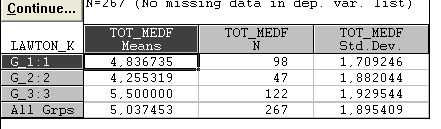 Continue... N=267 (No missing data in dep. var. list)
TOT_MEDF TOT_MEDF TOT_MEDF
LAWTON_K Means N Std.Dev.
G_1:1 4,836735 98 1,709246
G_2:2 4,255319 47 1,882044
G_3:3 5,500000 122 1,929544
All Grps 5,037453 267 1,895409